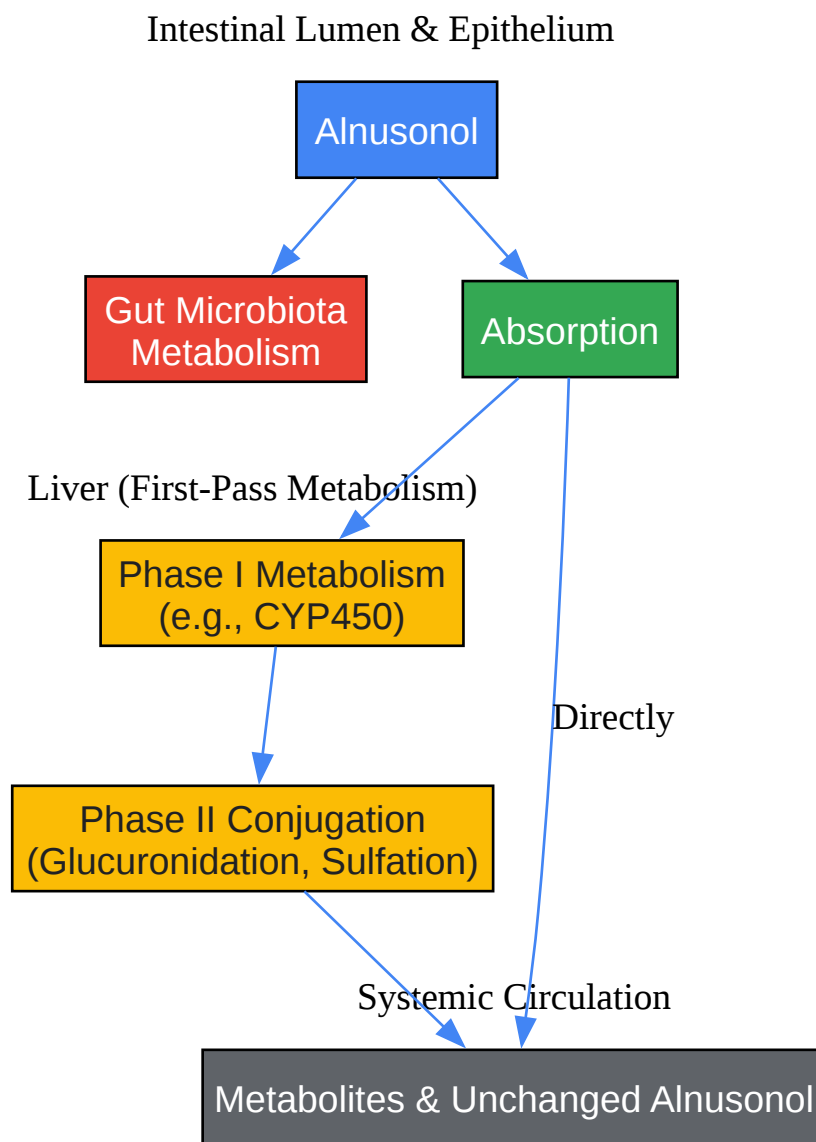 Intestinal Lumen & Epithelium
Alnusonol
Gut Microbiota
Metabolism
Absorption
Liver (First-Pass Metabolism)
Phase I Metabolism
(e.g., CYP450)
Directly
Phase II Conjugation
(Glucuronidation, Sulfation)
Systemic Circulation
Metabolites & Unchanged Alnusonol